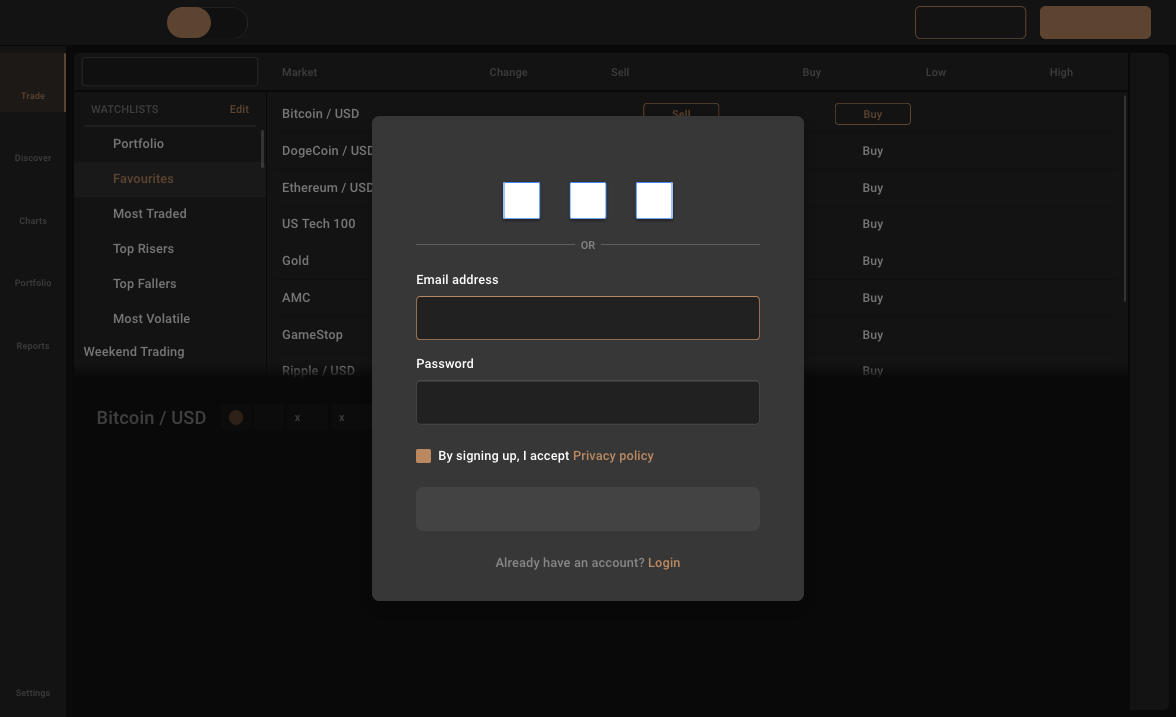 Market Change Sell Buy Low High
Trade
WATCHLISTS Edit
Bitcoin / USD Sell Buy
Portfolio
DogeCoin / USD Buy
Discover
Favourites
Ethereum / USD Buy
Most Traded
US Tech 100 Buy
Charts
Top Risers
Gold Buy
Top Fallers
Portfolio
AMC Buy
Most Volatile
GameStop Buy
Reports
Weekend Trading
Ripple / USD Buy
Bitcoin / USD x x
OR
Email address
Password
By signing up, I accept Privacy policy
Already have an account? Login
Settings